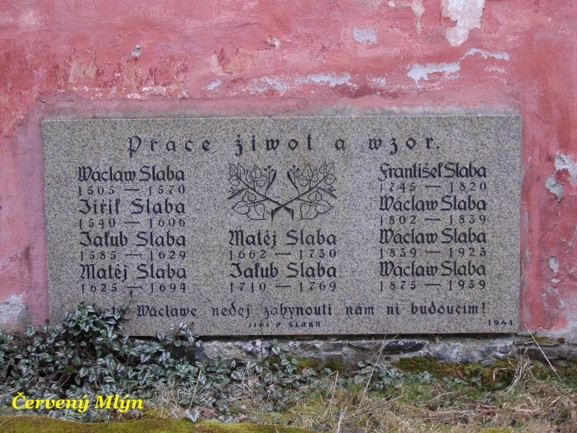 Práce żiwot a wzor.
Wáclaw Slaba
1505 — 1570
Jiřik Slaba
1540 — 1606
Jakub Slaba
1585 — 1629
Matěj Slaba
1625 — 1694
Matěj Slaba
1662 — 1730
Jakub Slaba
1710 — 1769
František Slaba
1745 — 1820
Wáclaw Slaba
1802 — 1839
Wáclaw Slaba
1839 — 1923
Wáclaw Slaba
1875 — 1939
Wáclawe nedej zahynouti nám ni budoucím!
JIŘÍ P. SLABA
1941
Červený Mlýn